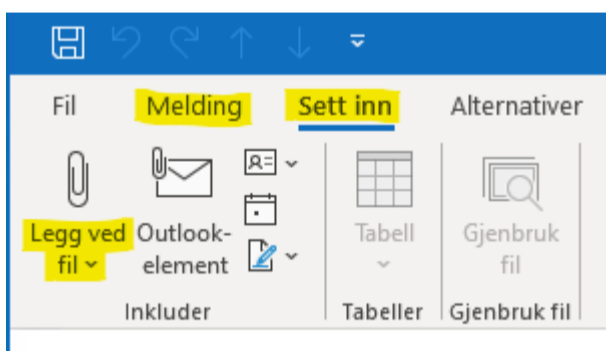 Fil Melding Sett inn Alternativer
Legg ved Outlook- Tabell Gjenbruk
fil element fil
Inkluder Tabeller Gjenbruk fil